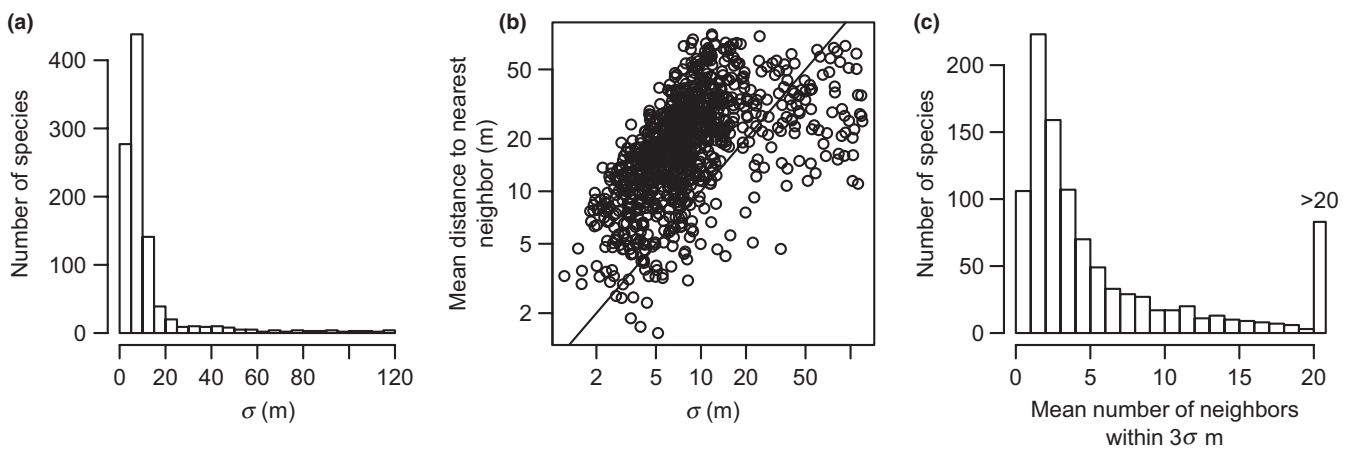 (a)
400
300
200
100
0
Number of species
0 20 40 60 80 120
σ (m)
(b)
50
20
10
5
2
Mean distance to nearest
neighbor (m)
2 5 10 20 50
σ (m)
(c)
200
150
100
50
0
Number of species
>20
0 5 10 15 20
Mean number of neighbors
within 3σ m